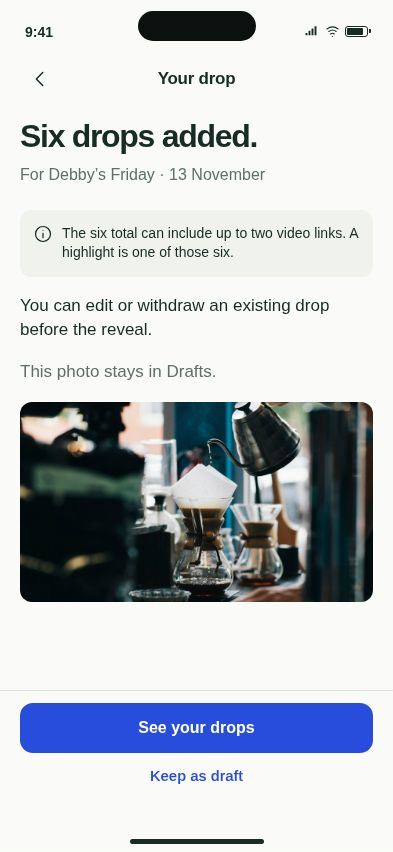 9:41
Your drop
Six drops added.
For Debby’s Friday · 13 November
The six total can include up to two video links. A
highlight is one of those six.
You can edit or withdraw an existing drop
before the reveal.
This photo stays in Drafts.
See your drops
Keep as draft